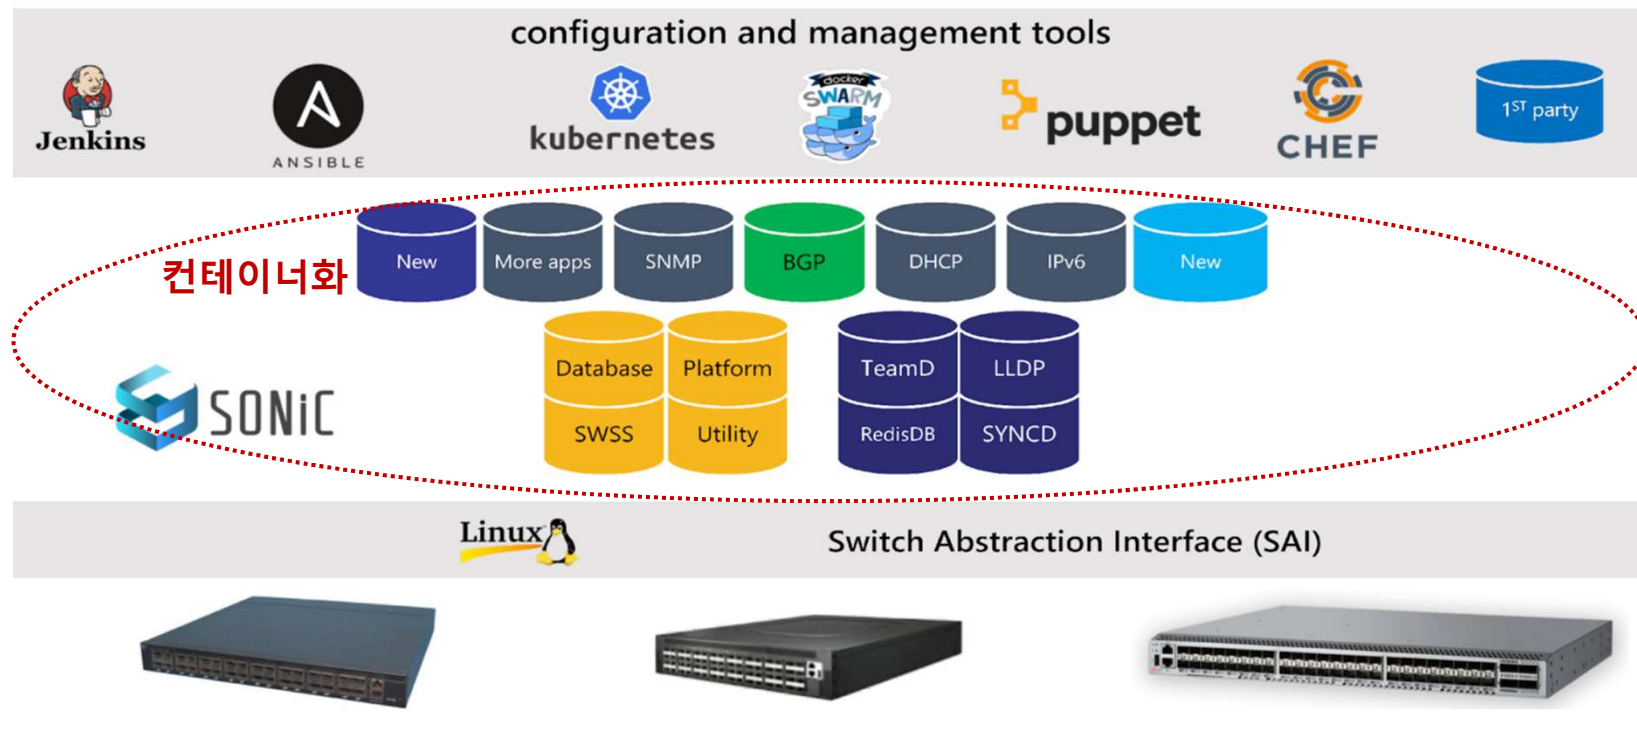 configuration and management tools
Jenkins
ANSIBLE
kubernetes
docker
SWARM
puppet
CHEF
1ST party
컨테이너화
New
More apps
SNMP
BGP
DHCP
IPv6
New
Database
Platform
TeamD
LLDP
SWSS
Utility
RedisDB
SYNCD
SONiC
Linux
Switch Abstraction Interface (SAI)